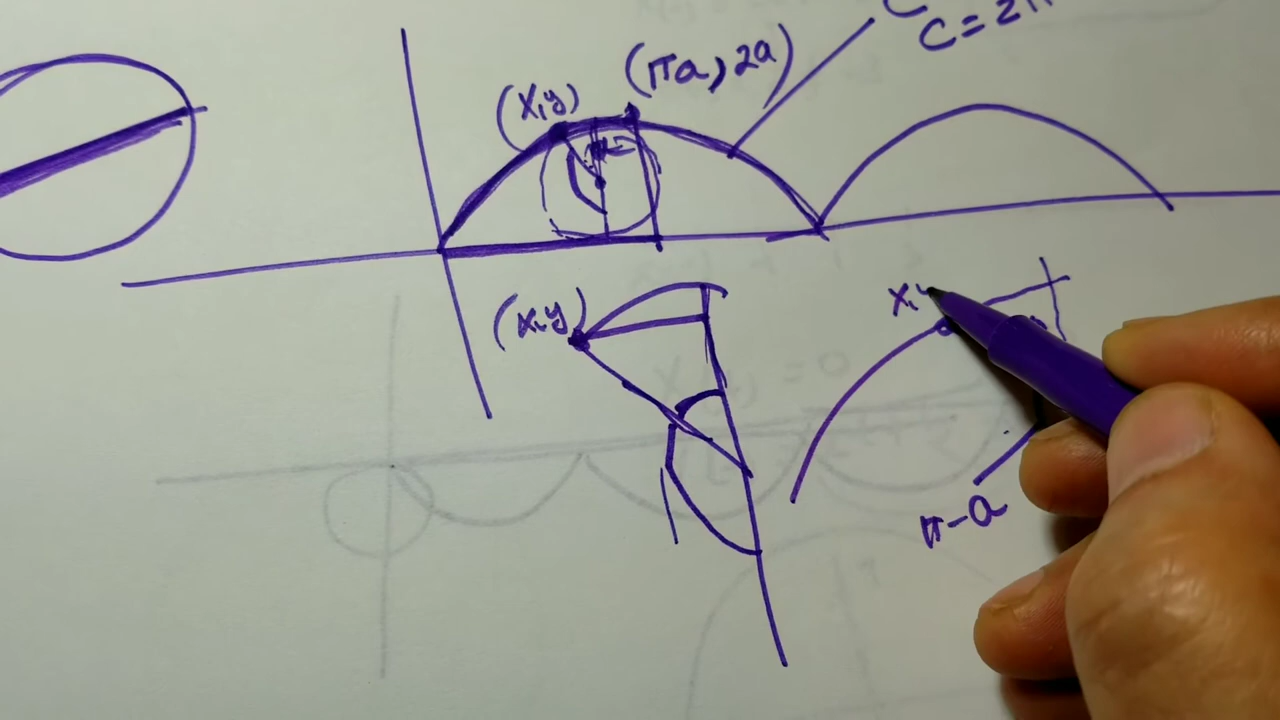 C = 2π
(πa, 2a)
(x,y)
(x,y)
x,y
π-a